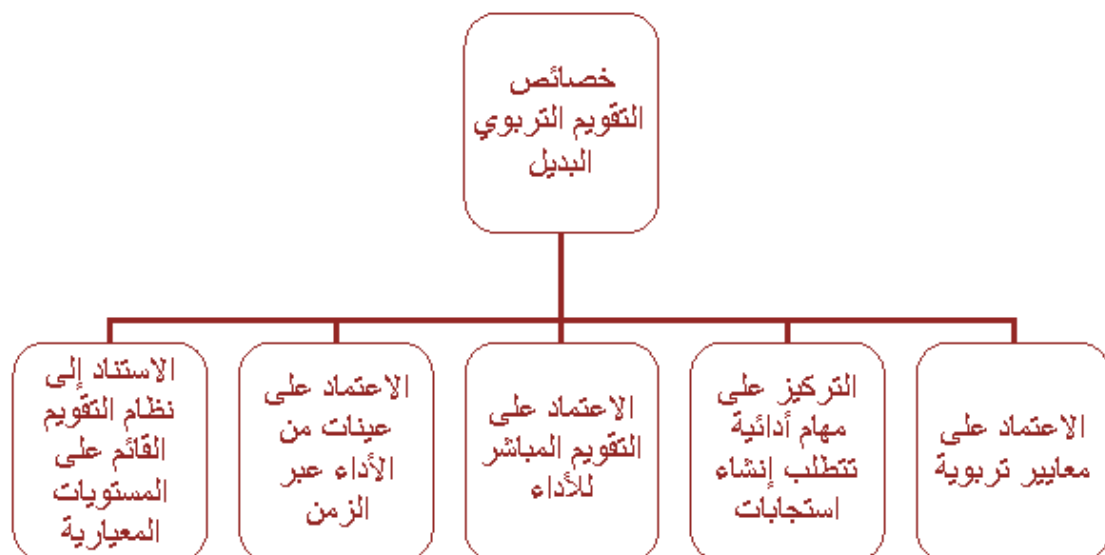 خصائص
التقويم التربوي
البديل
الاعتماد على
معايير تربوية
التركيز على
مهام أدائية
تتطلب إنشاء
استجابات
الاعتماد على
التقويم المباشر
للأداء
الاعتماد على
عينات من
الأداء عبر
الزمن
الاستناد إلى
نظام التقويم
القائم على
المستويات
المعيارية